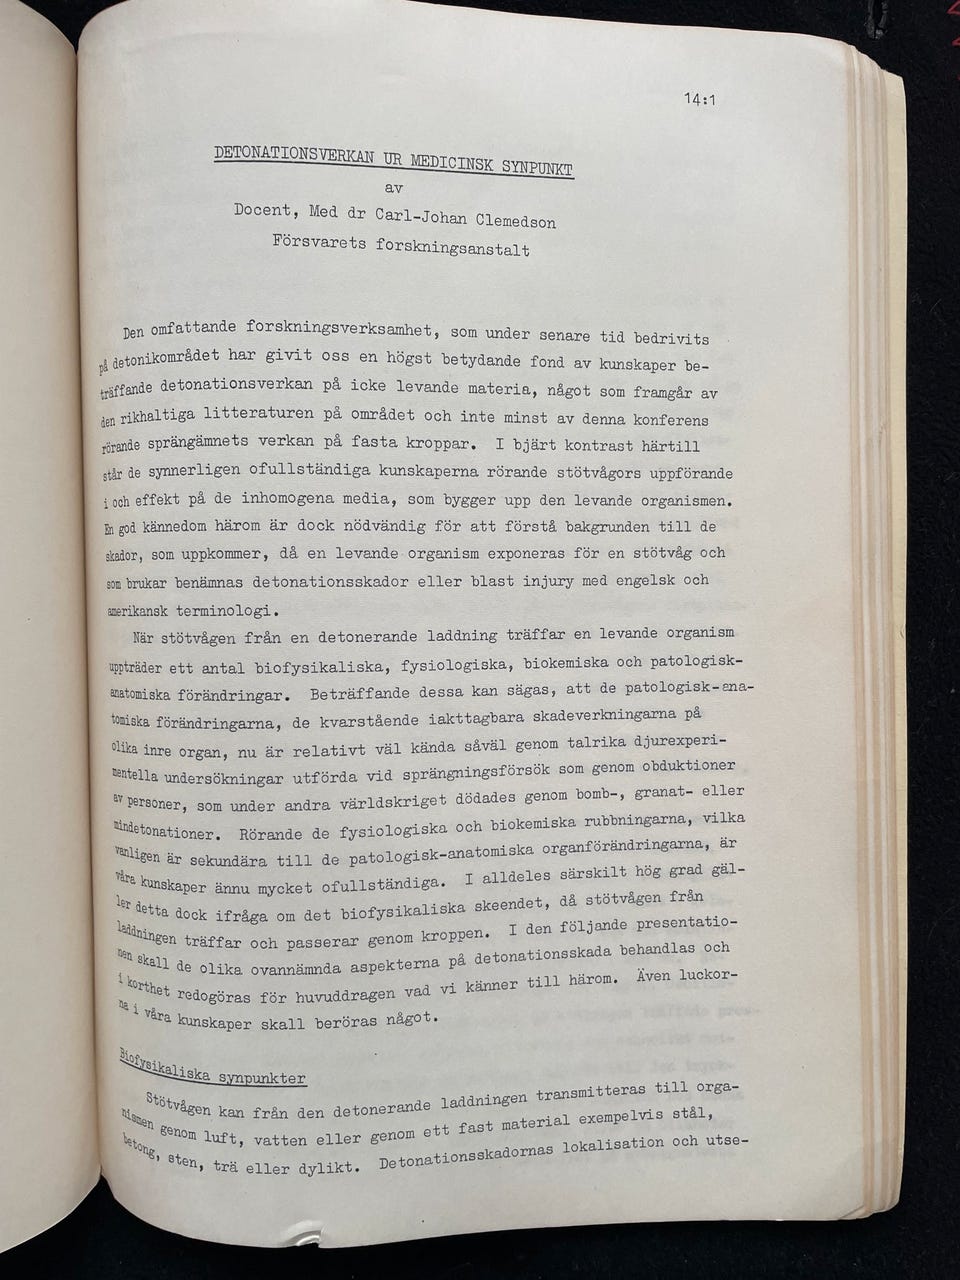 14:1
DETONATIONSVERKAN UR MEDICINSK SYNPUNKT
av
Docent, Med dr Carl-Johan Clemedson
Försvarets forskningsanstalt
Den omfattande forskningsverksamhet, som under senare tid bedrivits
på detonikområdet har givit oss en högst betydande fond av kunskaper be-
träffande detonationsverkan på icke levande materia, något som framgår av
den rikhaltiga litteraturen på området och inte minst av denna konferens
rörande sprängämnets verkan på fasta kroppar. I bjärt kontrast härtill
står de synnerligen ofullständiga kunskaperna rörande stötvågors uppförande
i och effekt på de inhomogena media, som bygger upp den levande organismen.
En god kännedom härom är dock nödvändig för att förstå bakgrunden till de
skador, som uppkommer, då en levande organism exponeras för en stötvåg och
som brukar benämnas detonationsskador eller blast injury med engelsk och
amerikansk terminologi.
När stötvågen från en detonerande laddning träffar en levande organism
uppträder ett antal biofysikaliska, fysiologiska, biokemiska och patologisk-
anatomiska förändringar. Beträffande dessa kan sägas, att de patologisk-ana-
tomiska förändringarna, de kvarstående iakttagbara skadeverkningarna på
olika inre organ, nu är relativt väl kända såväl genom talrika djurexperi-
mentella undersökningar utförda vid sprängningsförsök som genom obduktioner
av personer, som under andra världskriget dödades genom bomb-, granat- eller
mindetonationer. Rörande de fysiologiska och biokemiska rubbningarna, vilka
vanligen är sekundära till de patologisk-anatomiska organförändringarna, är
våra kunskaper ännu mycket ofullständiga. I alldeles särskilt hög grad gäl-
ler detta dock ifråga om det biofysikaliska skeendet, då stötvågen från
laddningen träffar och passerar genom kroppen. I den följande presentatio-
nen skall de olika ovannämnda aspekterna på detonationsskada behandlas och
i korthet redogöras för huvuddragen vad vi känner till härom. Även luckor-
na i våra kunskaper skall beröras något.
Biofysikaliska synpunkter
Stötvågen kan från den detonerande laddningen transmitteras till orga-
nismen genom luft, vatten eller genom ett fast material exempelvis stål,
betong, sten, trä eller dylikt. Detonationsskadornas lokalisation och utse-